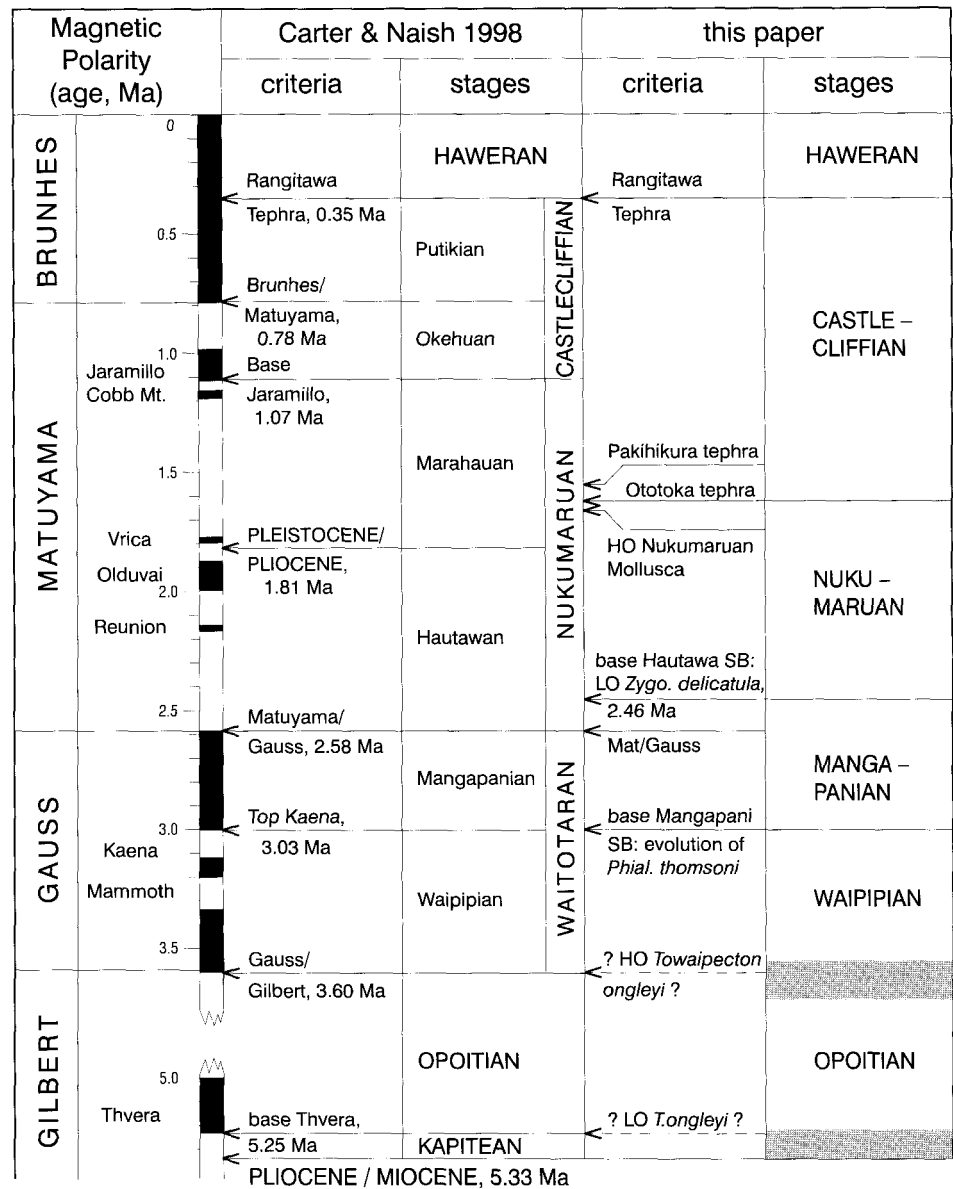 Magnetic
Polarity
(age, Ma)
Carter & Naish 1998
this paper
criteria
stages
criteria
stages
BRUNHES
MATUYAMA
GAUSS
GILBERT
0
0.5
1.0
1.5
2.0
2.5
3.0
3.5
5.0
Jaramillo
Cobb Mt.
Vrica
Olduvai
Reunion
Kaena
Mammoth
Thvera
Rangitawa
Tephra, 0.35 Ma
Brunhes/
Matuyama,
0.78 Ma
Base
Jaramillo,
1.07 Ma
PLEISTOCENE/
PLIOCENE,
1.81 Ma
Matuyama/
Gauss, 2.58 Ma
Top Kaena,
3.03 Ma
Gauss/
Gilbert, 3.60 Ma
base Thvera,
5.25 Ma
PLIOCENE / MIOCENE, 5.33 Ma
HAWERAN
Putikian
Okehuan
Marahauan
Hautawan
Mangapanian
Waipipian
OPOITIAN
KAPITEAN
CASTLECLIFFIAN
NUKUMARUAN
WAITOTARAN
Rangitawa
Tephra
Pakihikura tephra
Ototoka tephra
HO Nukumaruan
Mollusca
base Hautawa SB:
LO Zygo. delicatula,
2.46 Ma
Mat/Gauss
base Mangapani
SB: evolution of
Phial. thomsoni
? HO Towaipecton
ongleyi ?
? LO T.ongleyi ?
HAWERAN
CASTLE –
CLIFFIAN
NUKU –
MARUAN
MANGA –
PANIAN
WAIPIPIAN
OPOITIAN